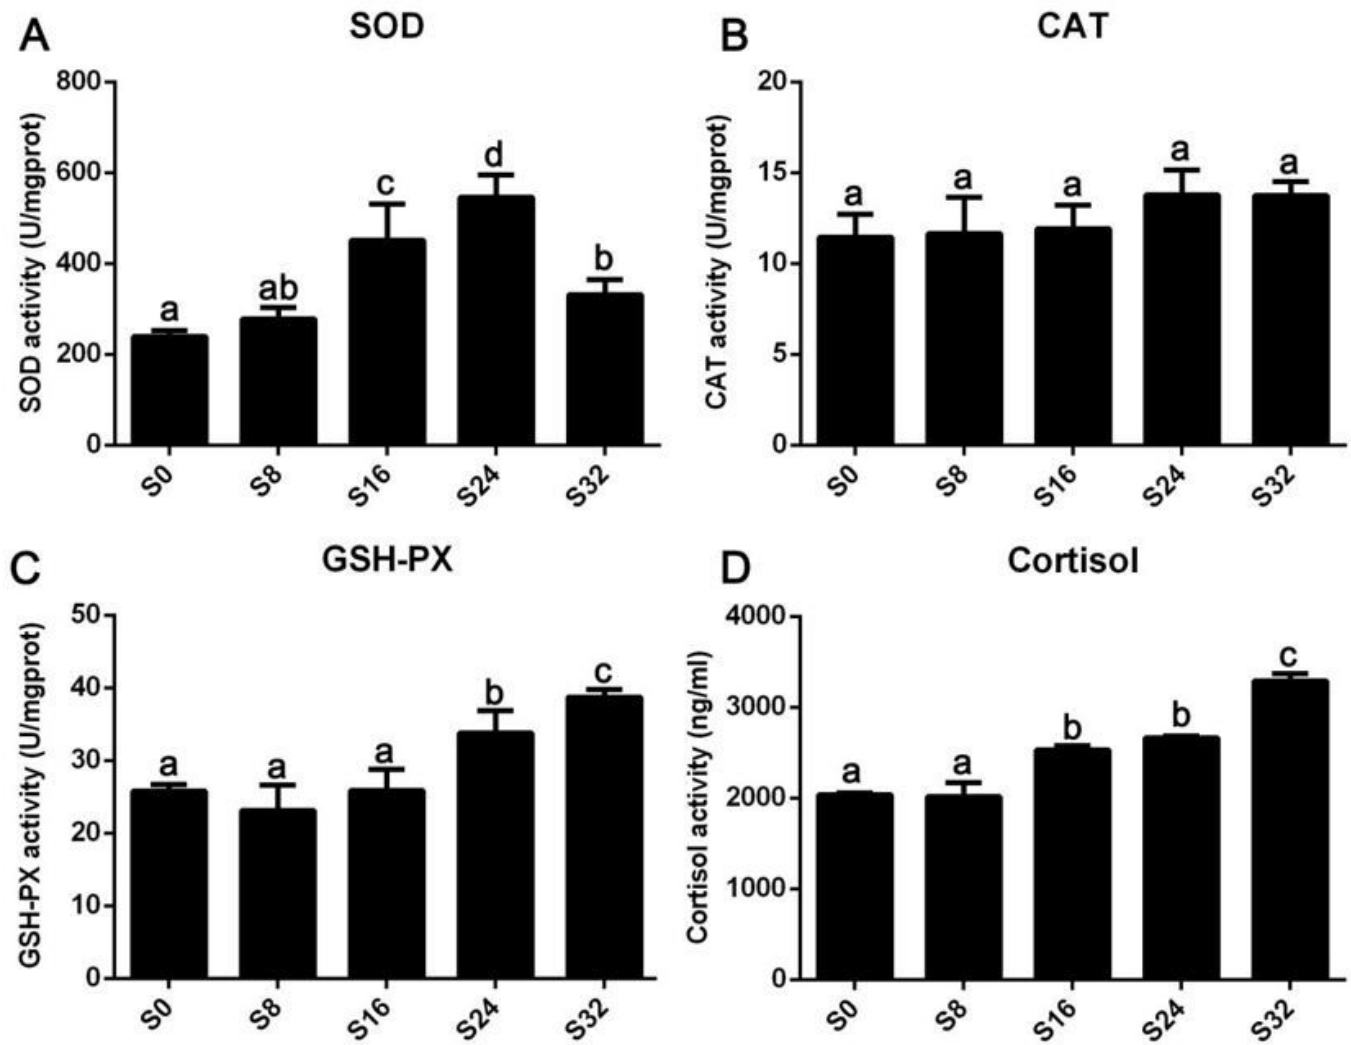 A
SOD
SOD activity (U/mgprot)
800
600
400
200
0
a
ab
c
d
b
S0
S8
S16
S24
S32
B
CAT
CAT activity (U/mgprot)
20
15
10
5
0
a
a
a
a
a
S0
S8
S16
S24
S32
C
GSH-PX
GSH-PX activity (U/mgprot)
50
40
30
20
10
0
a
a
a
b
c
S0
S8
S16
S24
S32
D
Cortisol
Cortisol activity (ng/ml)
4000
3000
2000
1000
0
a
a
b
b
c
S0
S8
S16
S24
S32